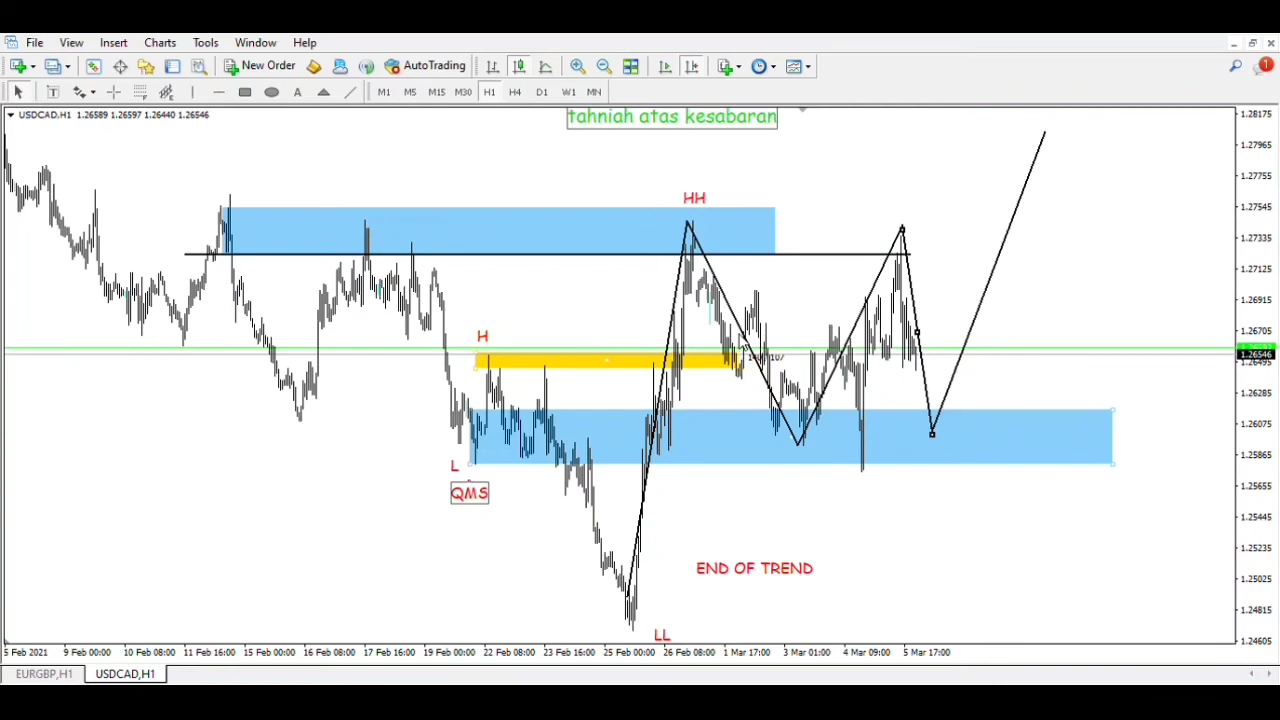 File View Insert Charts Tools Window Help
New Order AutoTrading 1
T A M1 M5 M15 M30 H1 H4 D1 W1 MN
USDCAD,H1 1.26589 1.26597 1.26440 1.26546
tahniah atas kesabaran
1.28175
1.27965
1.27755
1.27545
1.27335
1.27125
1.26915
1.26705
1.26546
1.26495
1.26285
1.26075
1.25865
1.25655
1.25445
1.25235
1.25025
1.24815
1.24605
HH
H
L
QMS
END OF TREND
LL
5 Feb 2021 9 Feb 00:00 10 Feb 08:00 11 Feb 16:00 15 Feb 00:00 16 Feb 08:00 17 Feb 16:00 19 Feb 00:00 22 Feb 08:00 23 Feb 16:00 25 Feb 00:00 26 Feb 08:00 1 Mar 17:00 3 Mar 01:00 4 Mar 09:00 5 Mar 17:00
EURGBP,H1 USDCAD,H1